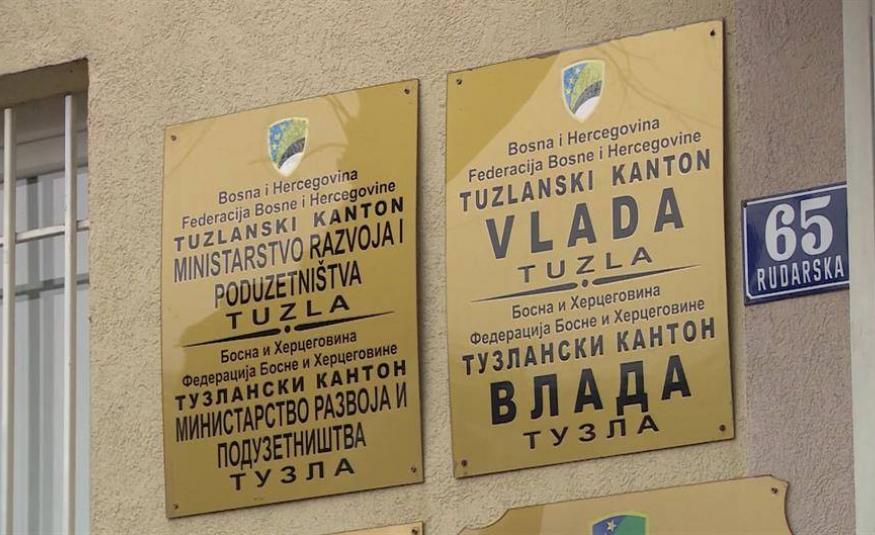 Bosna i Hercegovina
Federacija Bosne i Hercegovine
TUZLANSKI KANTON
MINISTARSTVO RAZVOJA I
PODUZETNIŠTVA
TUZLA
Босна и Херцеговина
Федерација Босне и Херцеговине
ТУЗЛАНСКИ КАНТОН
МИНИСТАРСТВО РАЗВОЈА И
ПОДУЗЕТНИШТВА
ТУЗЛА
Bosna i Hercegovina
Federacija Bosne i Hercegovine
TUZLANSKI KANTON
VLADA
TUZLA
Босна и Херцеговина
Федерација Босне и Херцеговине
ТУЗЛАНСКИ КАНТОН
ВЛАДА
ТУЗЛА
65
RUDARSKA